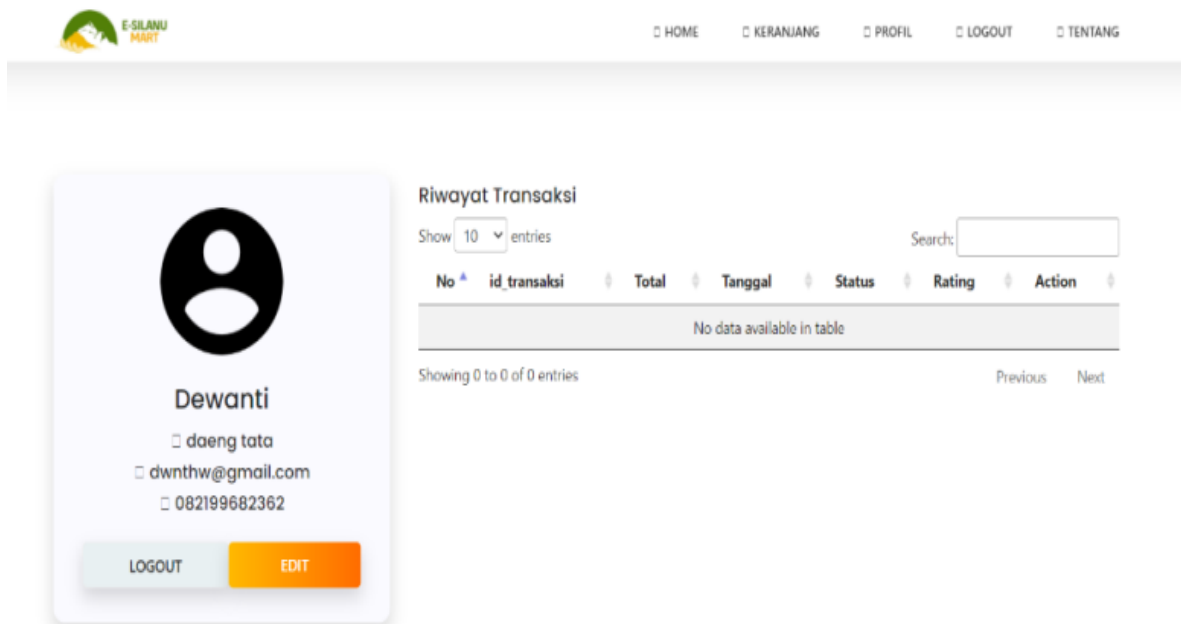 E-SILANU
MART
HOME KERANJANG PROFIL LOGOUT TENTANG
Dewanti
daeng tata
dwnthw@gmail.com
082199682362
LOGOUT EDIT
Riwayat Transaksi
Show 10 entries Search:
No id_transaksi Total Tanggal Status Rating Action
No data available in table
Showing 0 to 0 of 0 entries Previous Next